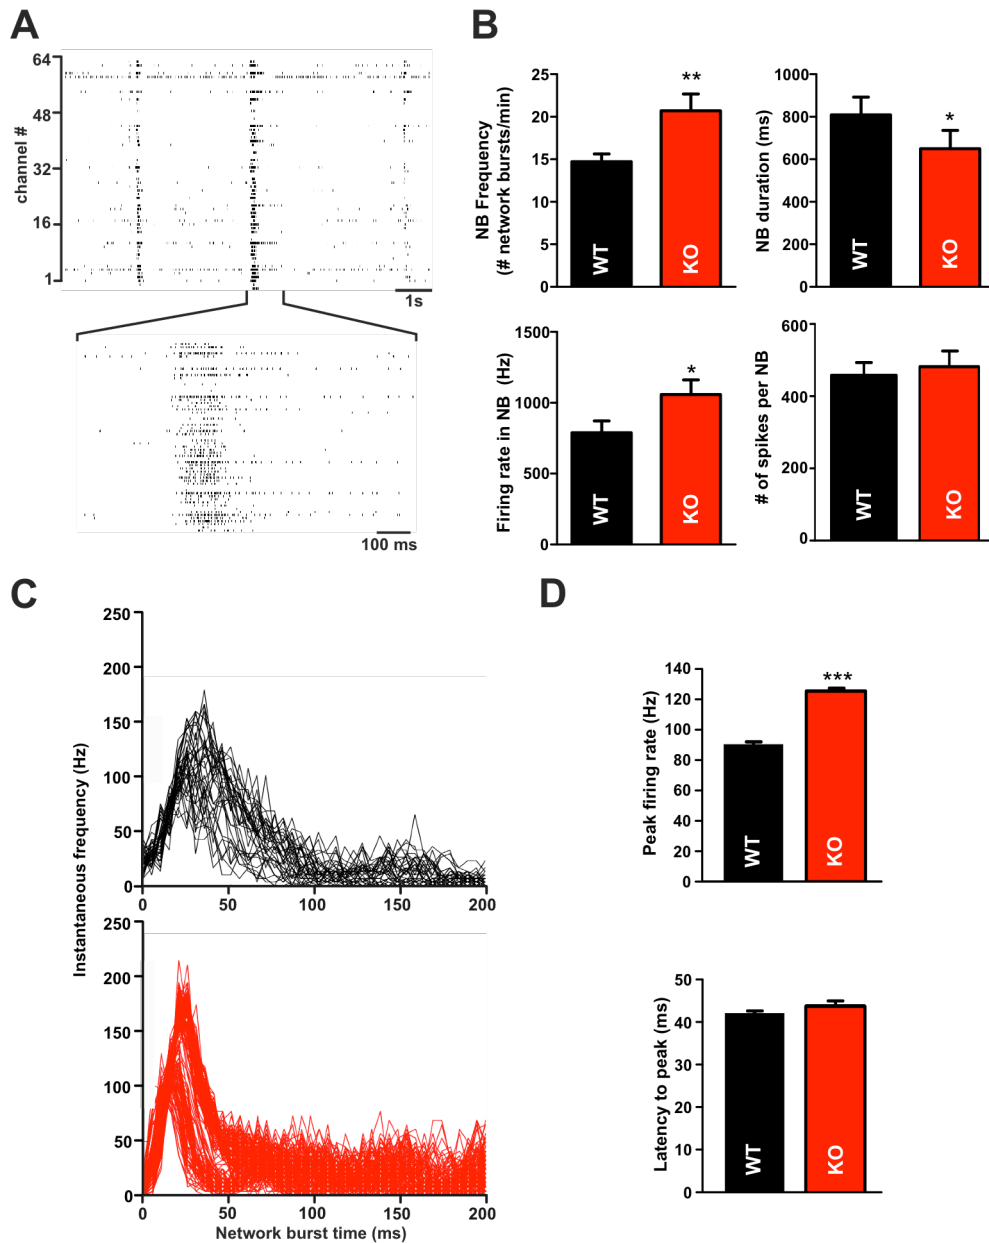 A
64
48
32
16
1
channel #
1s
100 ms
B
NB Frequency
(# network bursts/min)
25
20
15
10
5
0
**
WT
KO
NB duration (ms)
1000
800
600
400
200
0
*
WT
KO
Firing rate in NB (Hz)
1500
1000
500
0
*
WT
KO
# of spikes per NB
600
400
200
0
WT
KO
C
Instantaneous frequency (Hz)
250
200
150
100
50
0
0 50 100 150 200
250
200
150
100
50
0
0 50 100 150 200
Network burst time (ms)
D
Peak firing rate (Hz)
140
120
100
80
60
40
20
0
***
WT
KO
Latency to peak (ms)
50
40
30
20
10
0
WT
KO